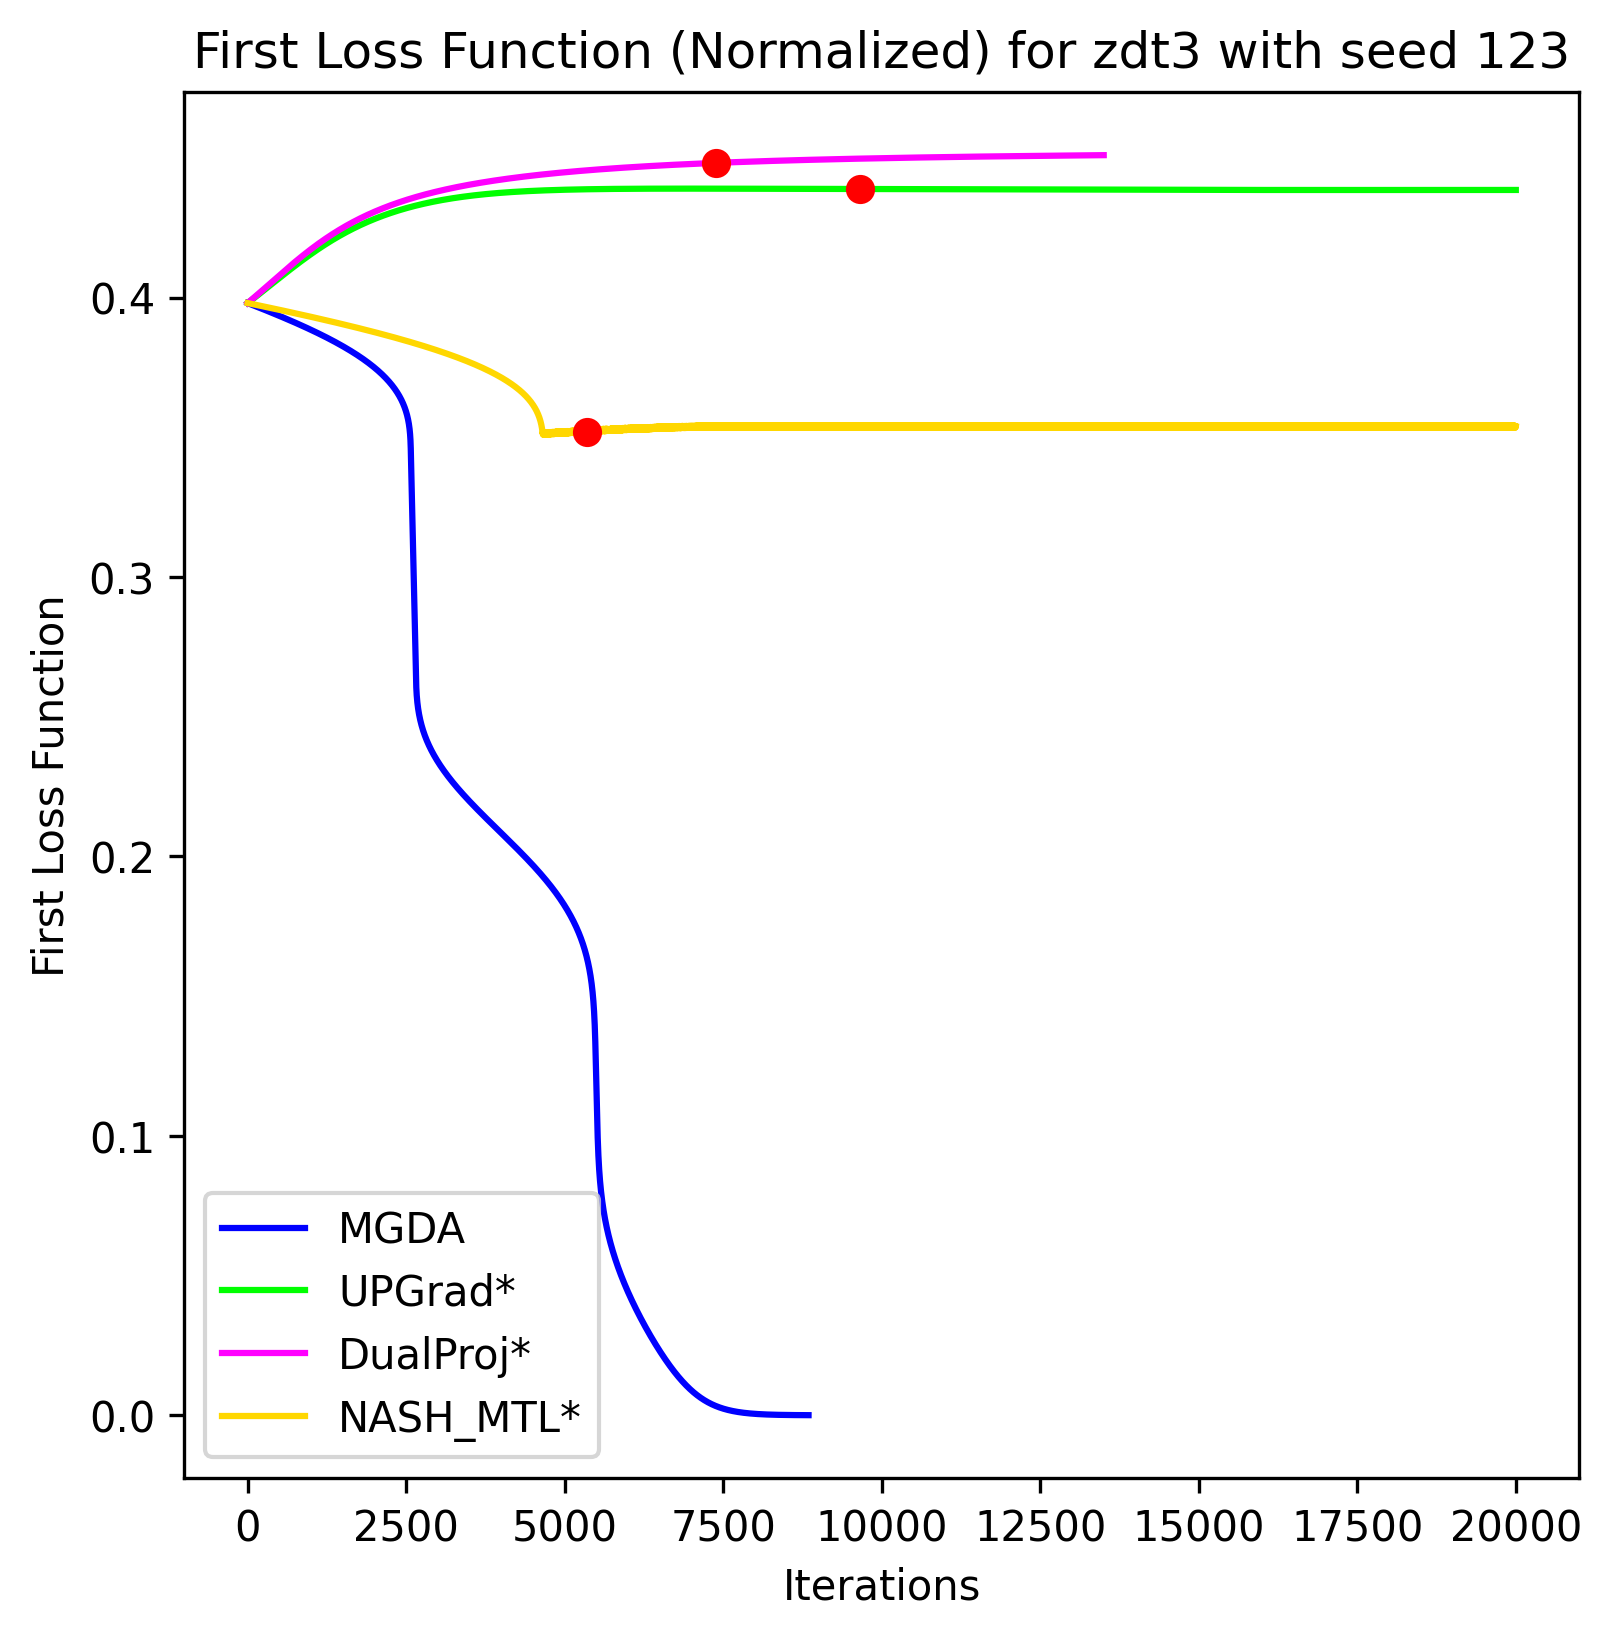 First Loss Function (Normalized) for zdt3 with seed 123
First Loss Function
0.4
0.3
0.2
0.1
0.0
MGDA
UPGrad*
DualProj*
NASH_MTL*
0 2500 5000 7500 10000 12500 15000 17500 20000
Iterations